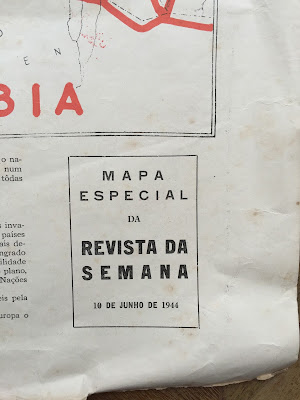 E N
BIA
o na-
num
tôdas
MAPA
ESPECIAL
DA
REVISTA DA
SEMANA
10 DE JUNHO DE 1944
s inva-
países
ais de-
ngrado
ilidade
plano,
Nações
eis pela
uropa o